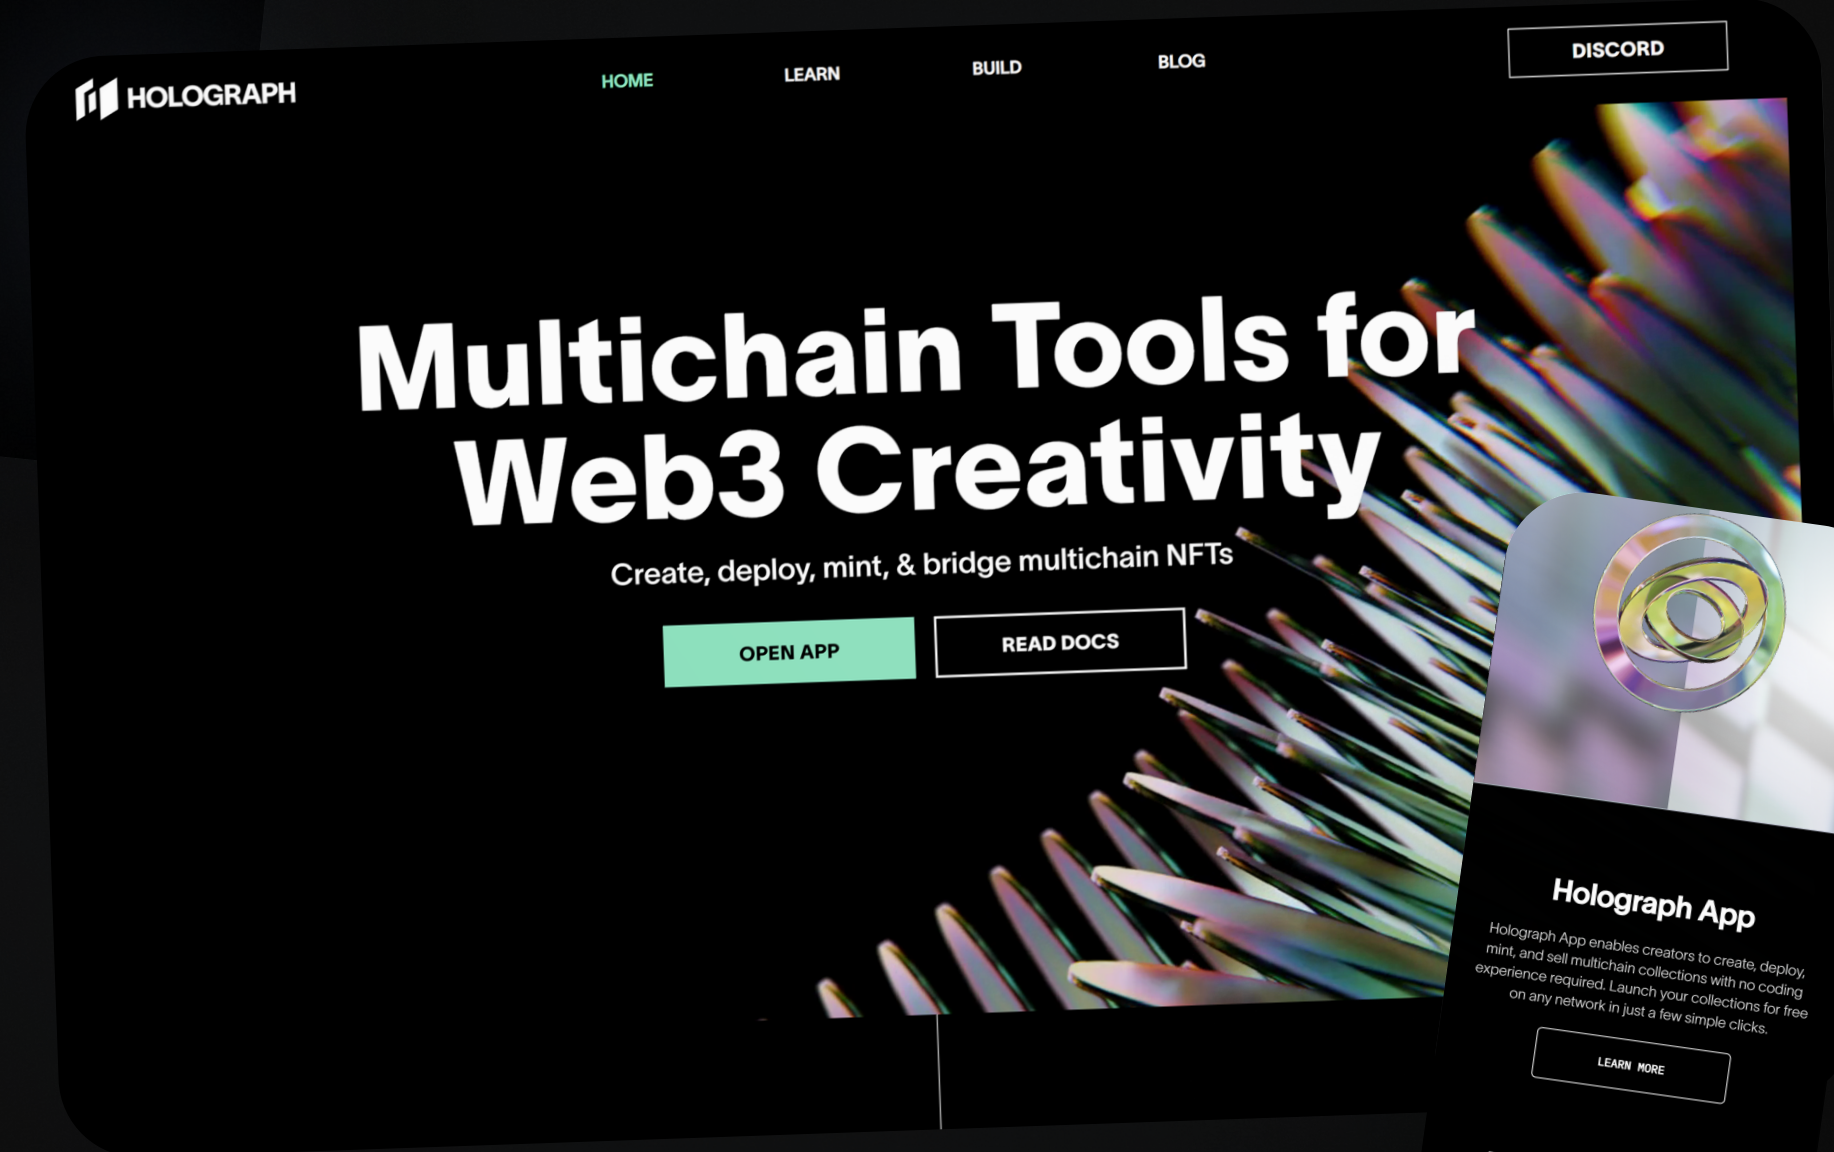 HOLOGRAPH
HOME
LEARN
BUILD
BLOG
DISCORD
Multichain Tools for
Web3 Creativity
Create, deploy, mint, & bridge multichain NFTs
OPEN APP
READ DOCS
Holograph App
Holograph App enables creators to create, deploy,
mint, and sell multichain collections with no coding
experience required. Launch your collections for free
on any network in just a few simple clicks.
LEARN MORE